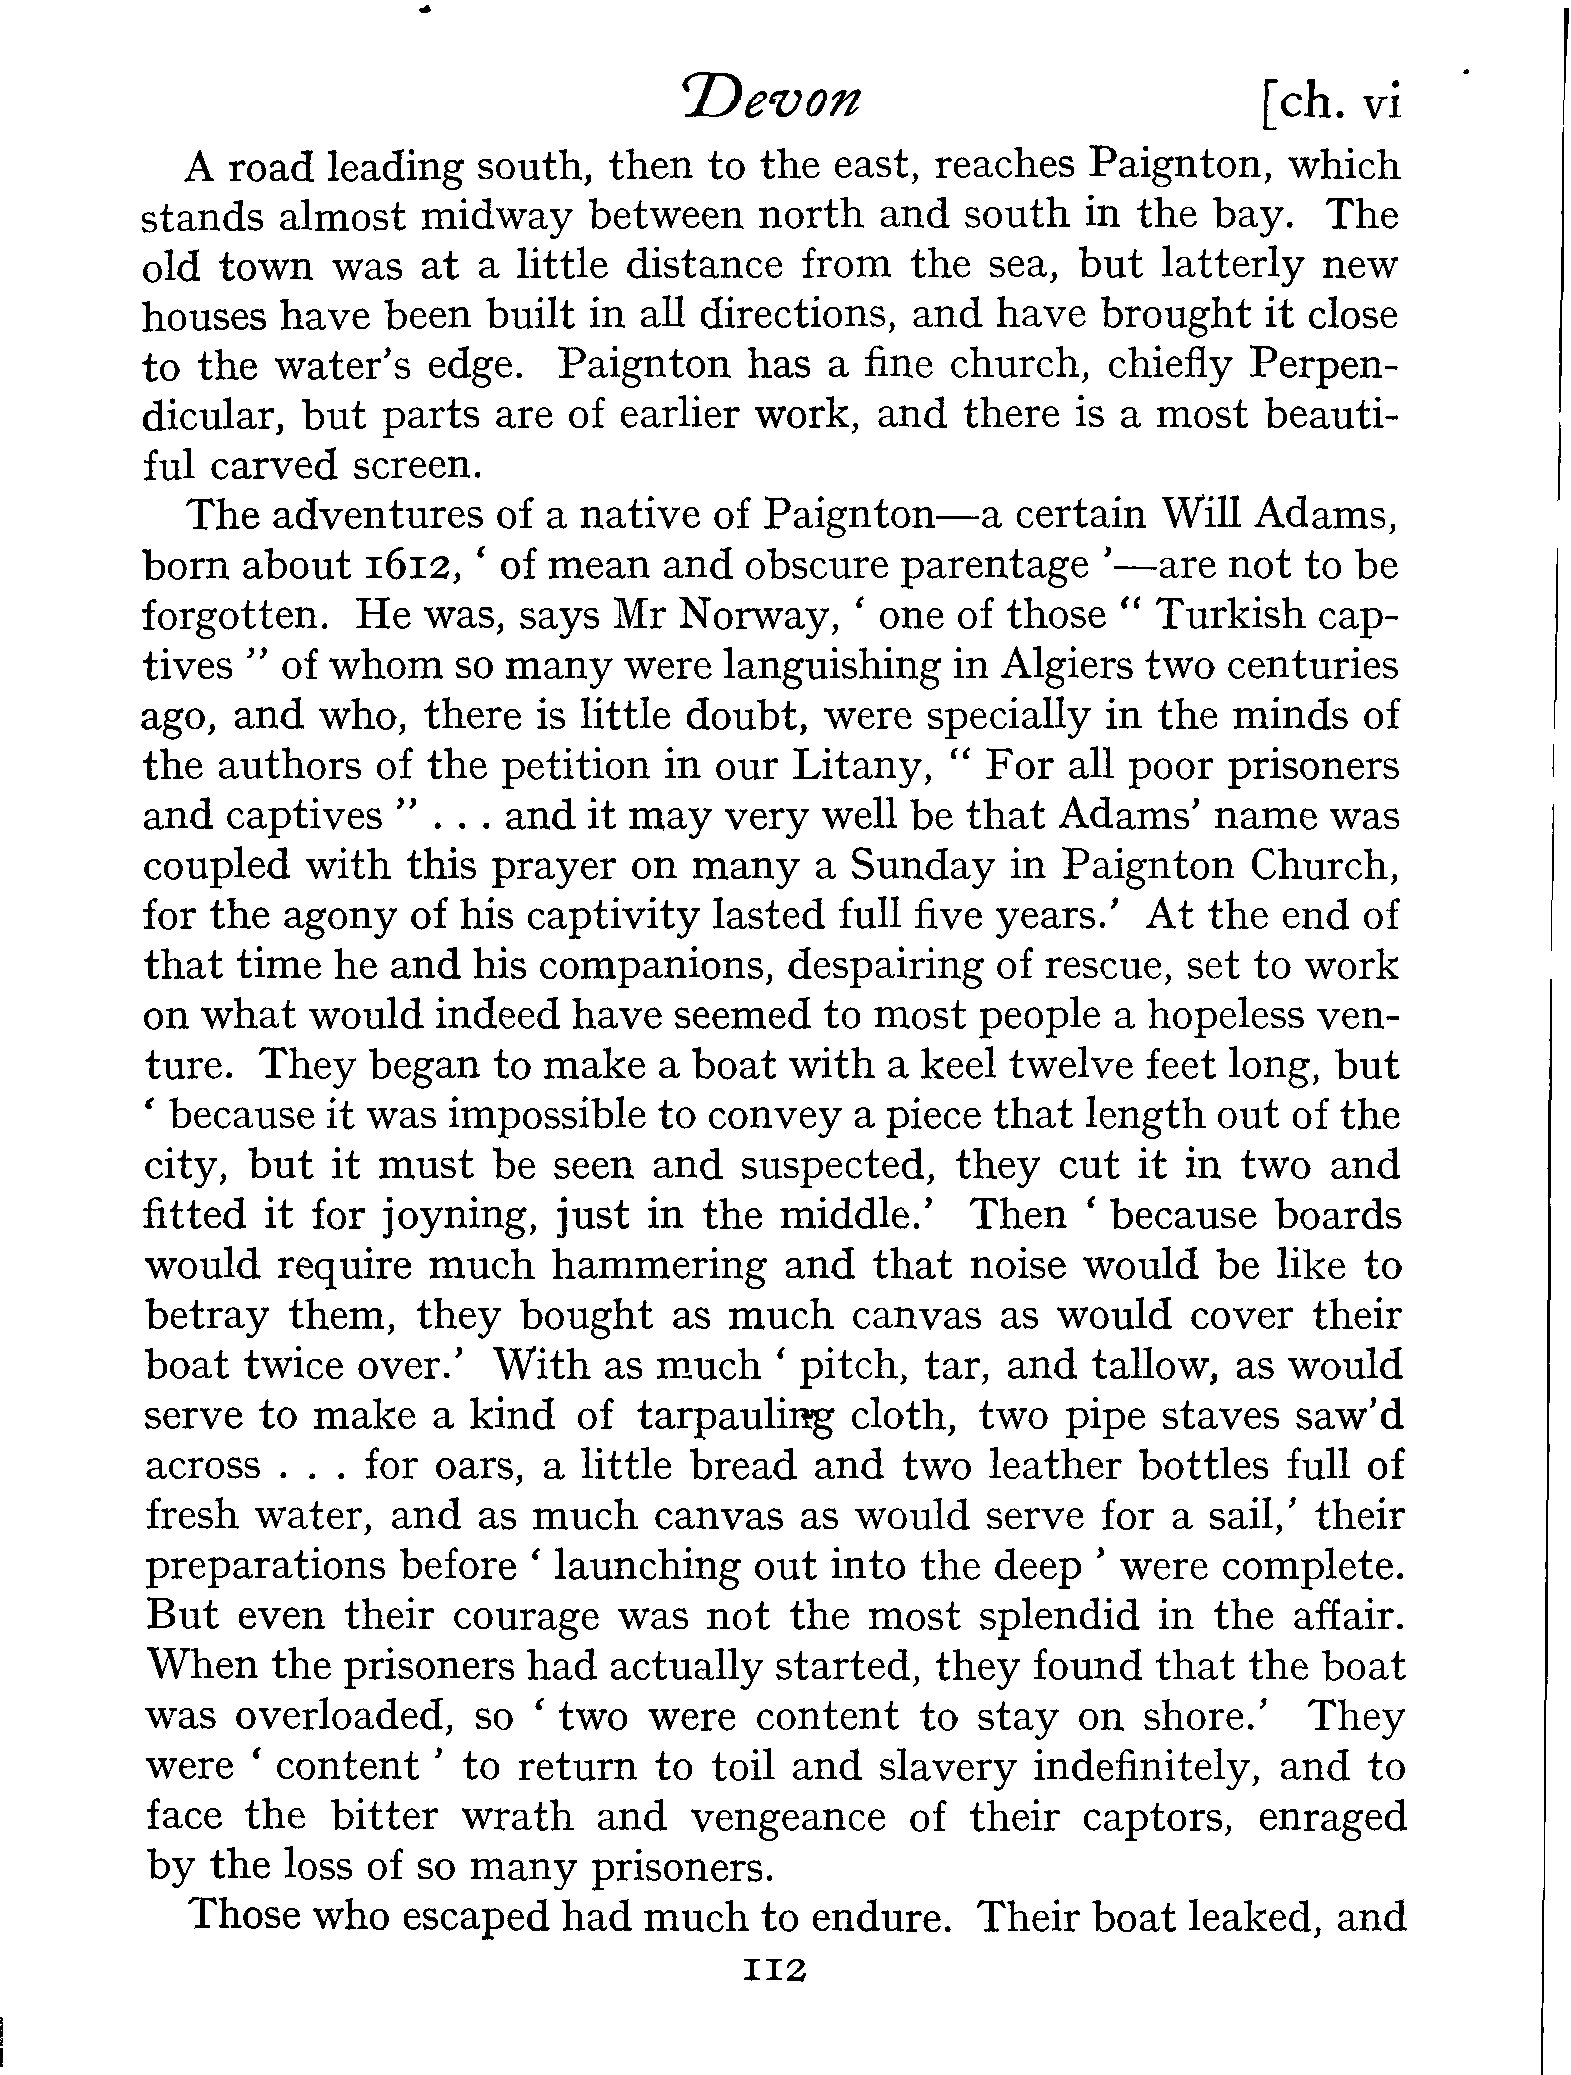 Devon [ch. vi
A road leading south, then to the east, reaches Paignton, which
stands almost midway between north and south in the bay. The
old town was at a little distance from the sea, but latterly new
houses have been built in all directions, and have brought it close
to the water's edge. Paignton has a fine church, chiefly Perpen-
dicular, but parts are of earlier work, and there is a most beauti-
ful carved screen.
The adventures of a native of Paignton—a certain Will Adams,
born about 1612, ‘ of mean and obscure parentage ’—are not to be
forgotten. He was, says Mr Norway, ‘ one of those “ Turkish cap-
tives ” of whom so many were languishing in Algiers two centuries
ago, and who, there is little doubt, were specially in the minds of
the authors of the petition in our Litany, “ For all poor prisoners
and captives ” . . . and it may very well be that Adams’ name was
coupled with this prayer on many a Sunday in Paignton Church,
for the agony of his captivity lasted full five years.’ At the end of
that time he and his companions, despairing of rescue, set to work
on what would indeed have seemed to most people a hopeless ven-
ture. They began to make a boat with a keel twelve feet long, but
‘ because it was impossible to convey a piece that length out of the
city, but it must be seen and suspected, they cut it in two and
fitted it for joyning, just in the middle.’ Then ‘ because boards
would require much hammering and that noise would be like to
betray them, they bought as much canvas as would cover their
boat twice over.’ With as much ‘ pitch, tar, and tallow, as would
serve to make a kind of tarpauling cloth, two pipe staves saw’d
across . . . for oars, a little bread and two leather bottles full of
fresh water, and as much canvas as would serve for a sail,’ their
preparations before ‘ launching out into the deep ’ were complete.
But even their courage was not the most splendid in the affair.
When the prisoners had actually started, they found that the boat
was overloaded, so ‘ two were content to stay on shore.’ They
were ‘ content ’ to return to toil and slavery indefinitely, and to
face the bitter wrath and vengeance of their captors, enraged
by the loss of so many prisoners.
Those who escaped had much to endure. Their boat leaked, and
112